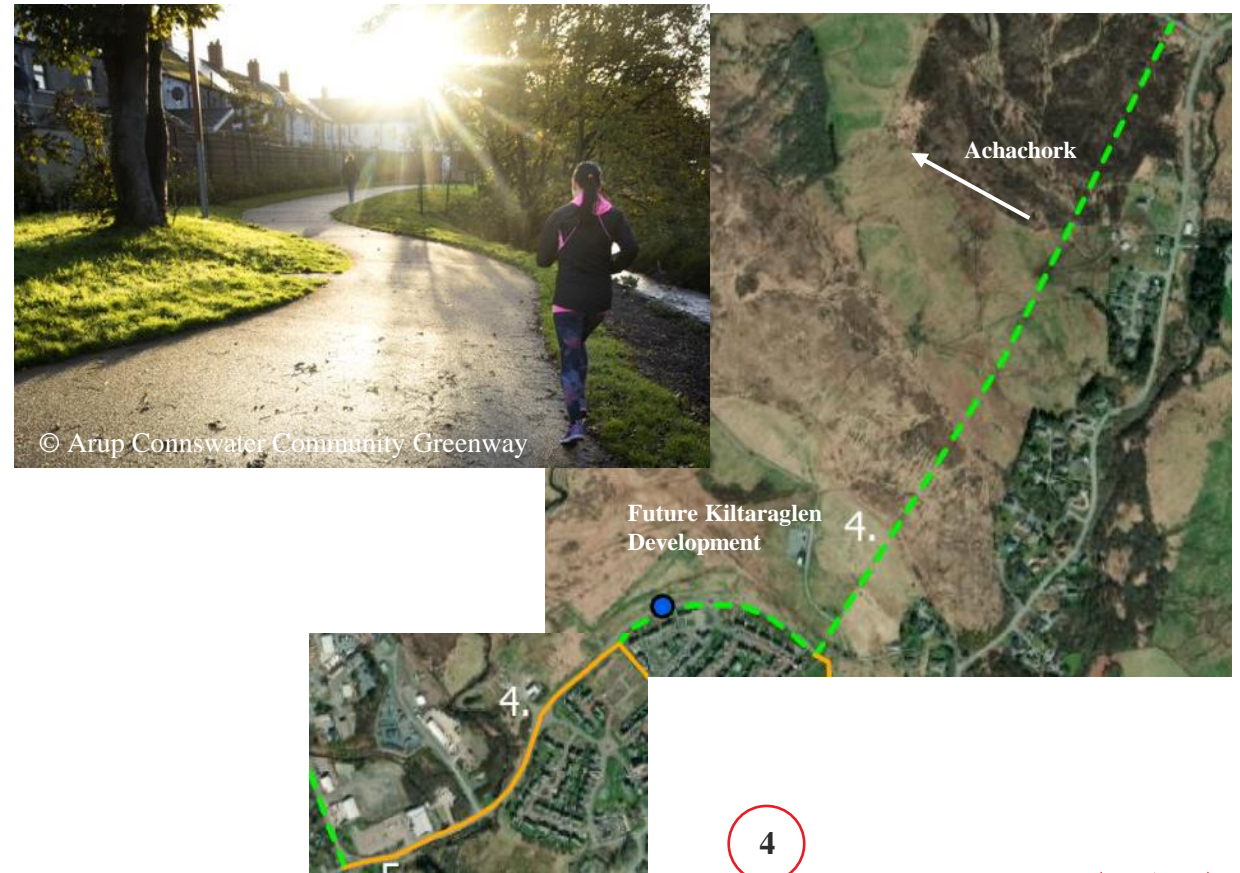 Achachork
© Arup Connswater Community Greenway
Future Kiltaraglen
Development
4.
4.
4